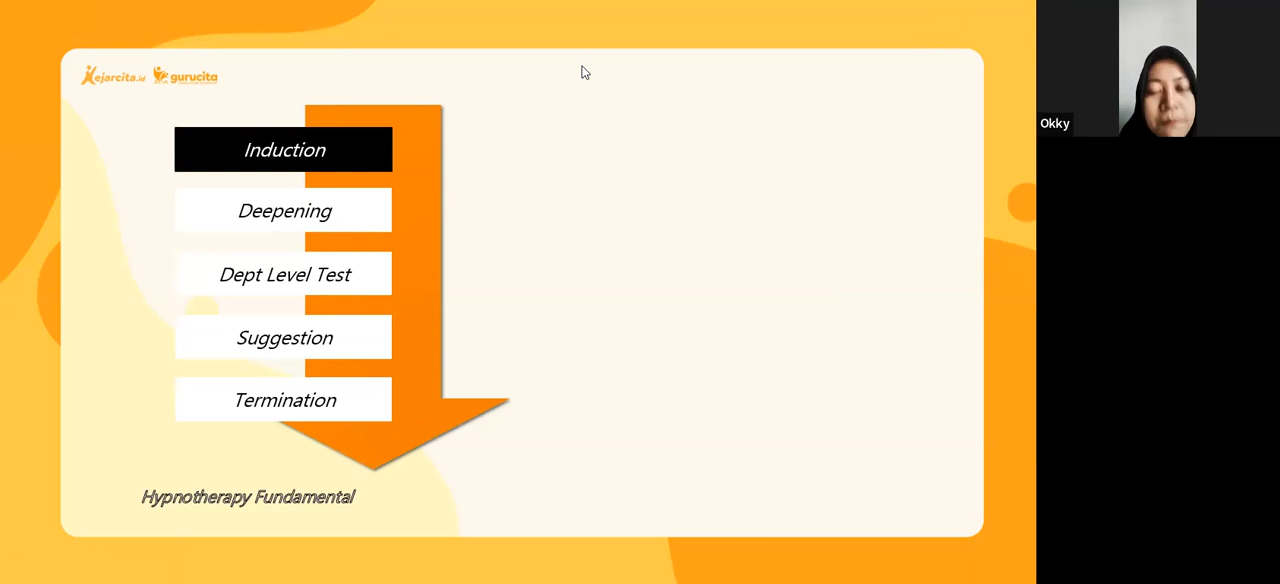 kejarcita.id gurucita
Induction
Deepening
Dept Level Test
Suggestion
Termination
Hypnotherapy Fundamental
Okky